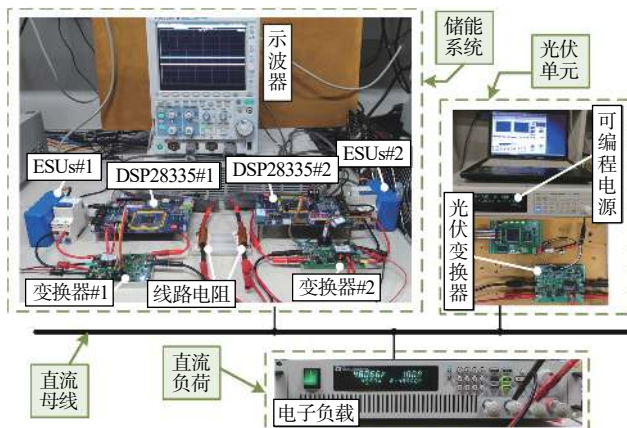 示波器
储能
系统
光伏
单元
ESUs#1
DSP28335#1
DSP28335#2
ESUs#2
可编程电源
光伏变换器
变换器#1
线路电阻
变换器#2
直流
母线
直流
负荷
电子负载